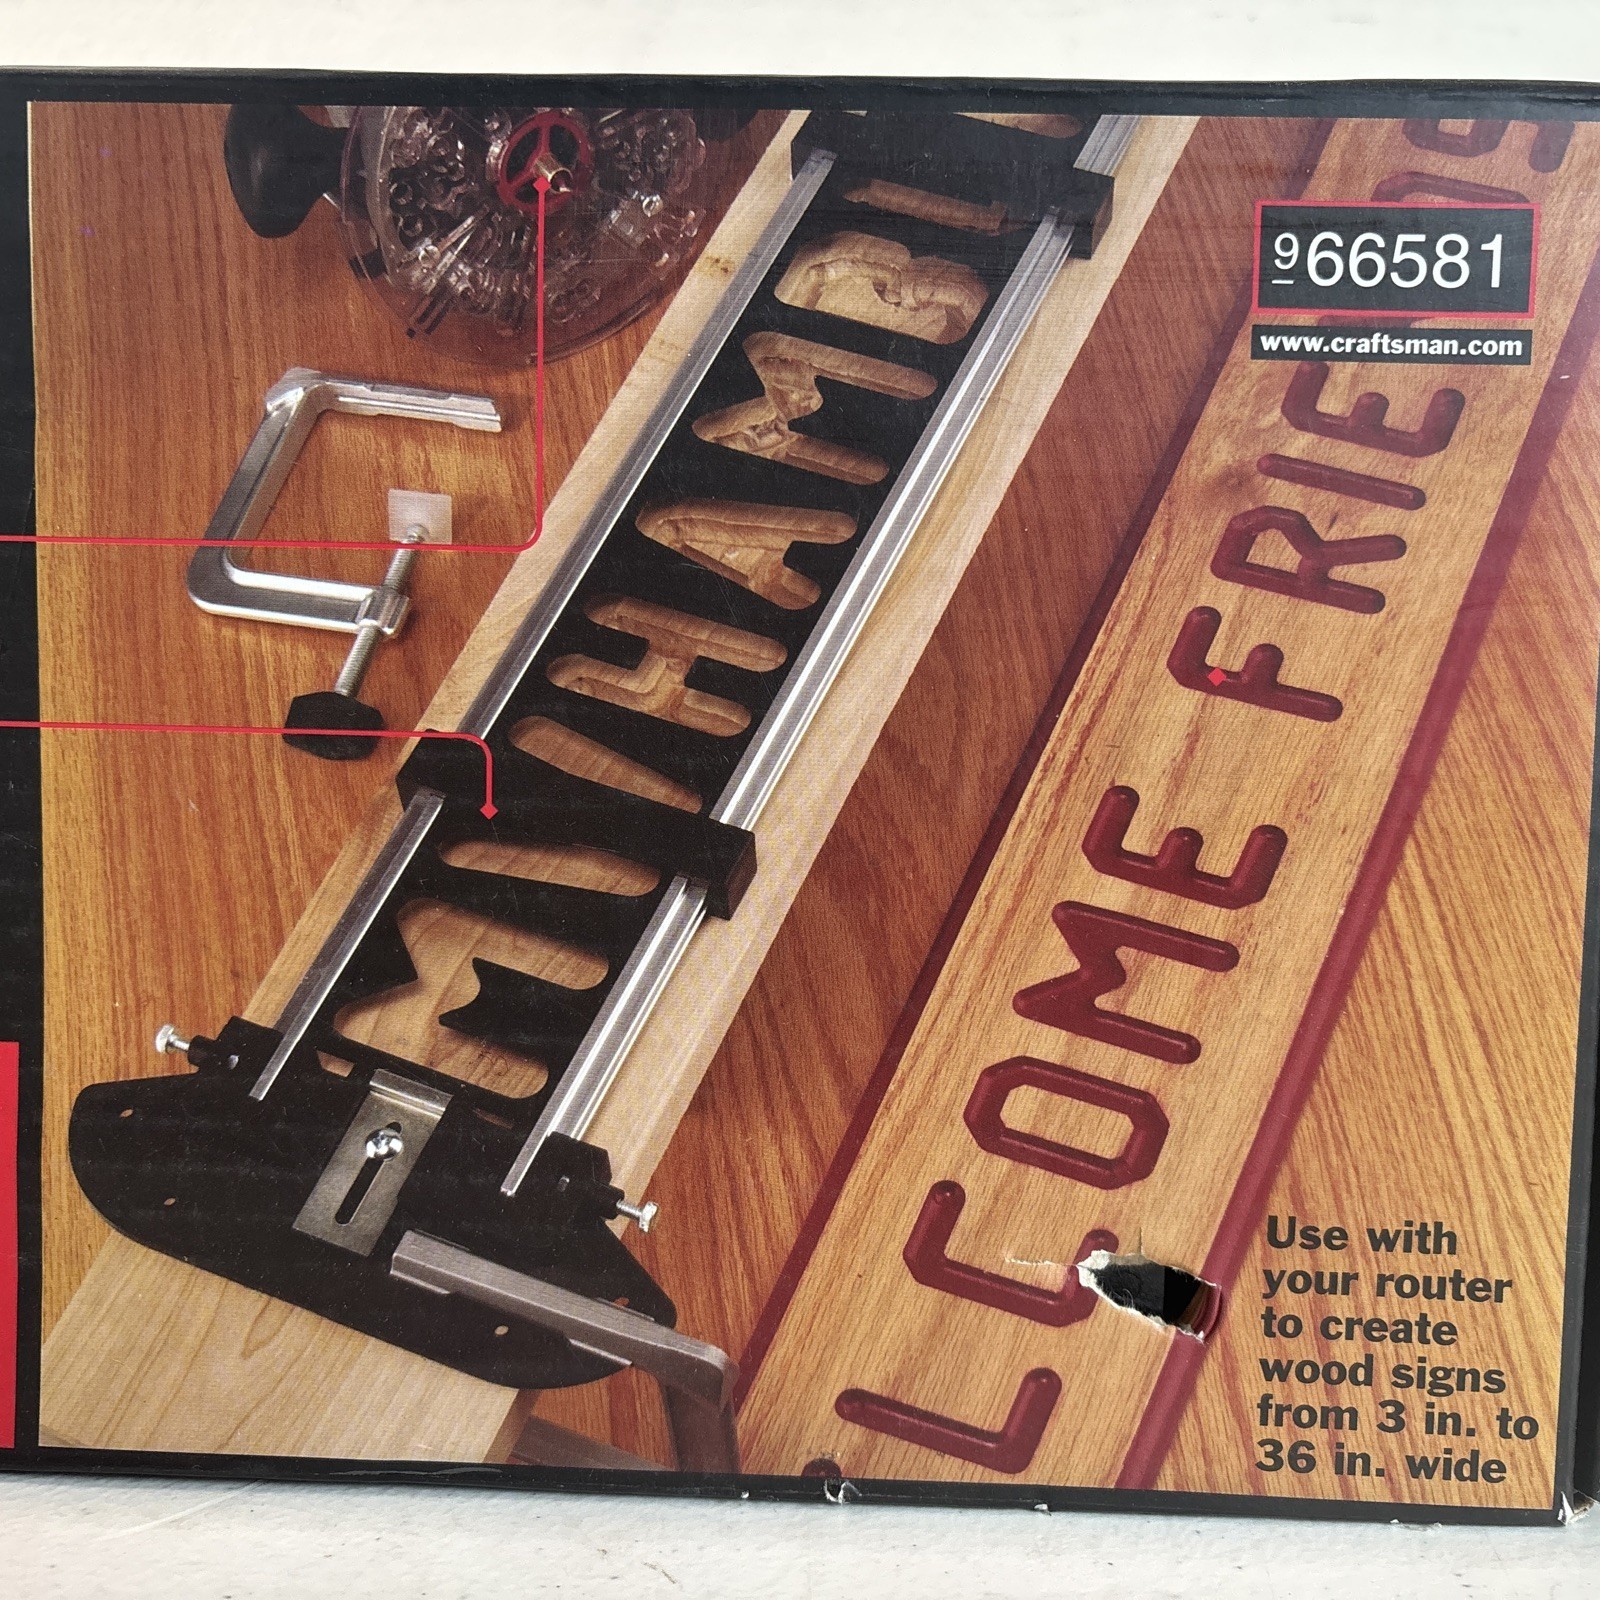 966581
www.craftsman.com
LCOME FRIE
Use with
your router
to create
wood signs
from 3 in. to
36 in. wide